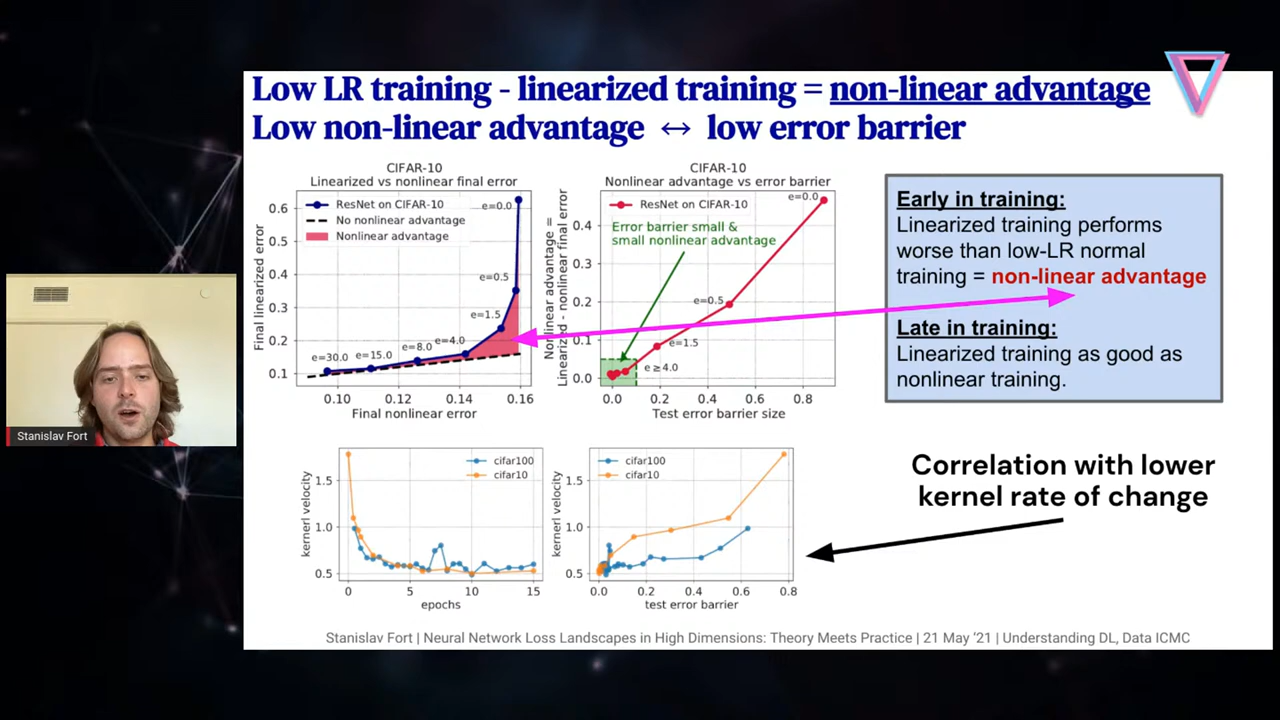 Low LR training - linearized training = non-linear advantage
Low non-linear advantage ↔ low error barrier
CIFAR-10
Linearized vs nonlinear final error
ResNet on CIFAR-10
No nonlinear advantage
Nonlinear advantage
e=0.0
e=0.5
e=1.5
e=4.0
e=8.0
e=15.0
e=30.0
0.6
0.5
0.4
0.3
0.2
0.1
Final linearized error
0.10
0.12
0.14
0.16
Final nonlinear error
CIFAR-10
Nonlinear advantage vs error barrier
ResNet on CIFAR-10
Error barrier small &
small nonlinear advantage
e=0.0
e=0.5
e=1.5
e≥4.0
0.4
0.3
0.2
0.1
0.0
Nonlinear advantage =
Linearized - nonlinear final error
0.0
0.2
0.4
0.6
0.8
Test error barrier size
Early in training:
Linearized training performs
worse than low-LR normal
training = non-linear advantage
Late in training:
Linearized training as good as
nonlinear training.
Stanislav Fort
cifar100
cifar10
1.5
1.0
0.5
kernerl velocity
0
5
10
15
epochs
cifar100
cifar10
1.5
1.0
0.5
kernerl velocity
0.0
0.2
0.4
0.6
0.8
test error barrier
Correlation with lower
kernel rate of change
Stanislav Fort | Neural Network Loss Landscapes in High Dimensions: Theory Meets Practice | 21 May '21 | Understanding DL, Data ICMC